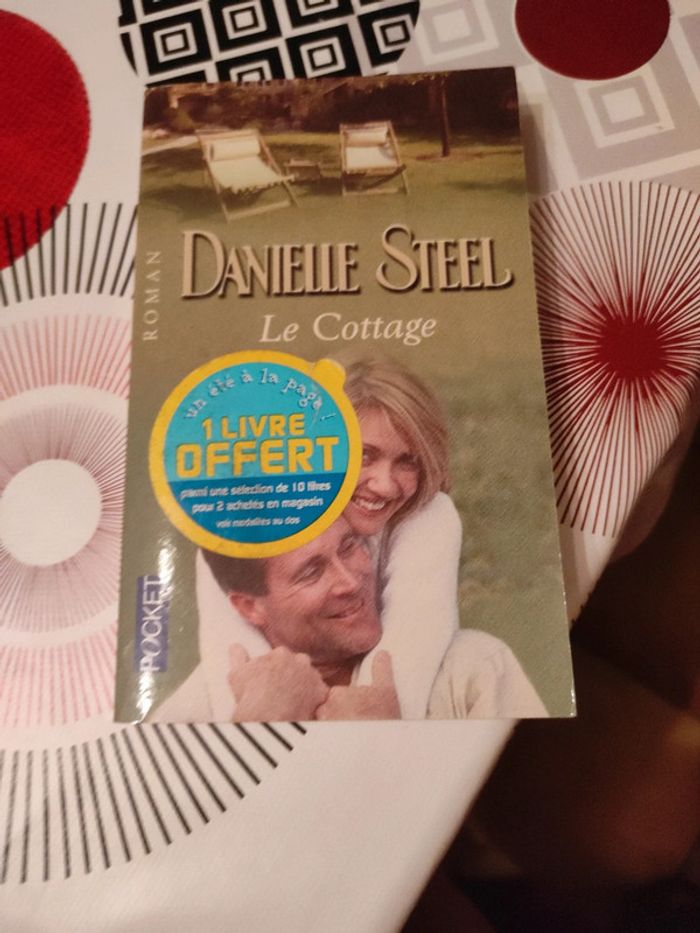 ROMAN
DANIELLE STEEL
Le Cottage
un été à la page !
1 LIVRE
OFFERT
parmi une sélection de 10 titres
pour 2 achetés en magasin
voir modalités au dos
POCKET